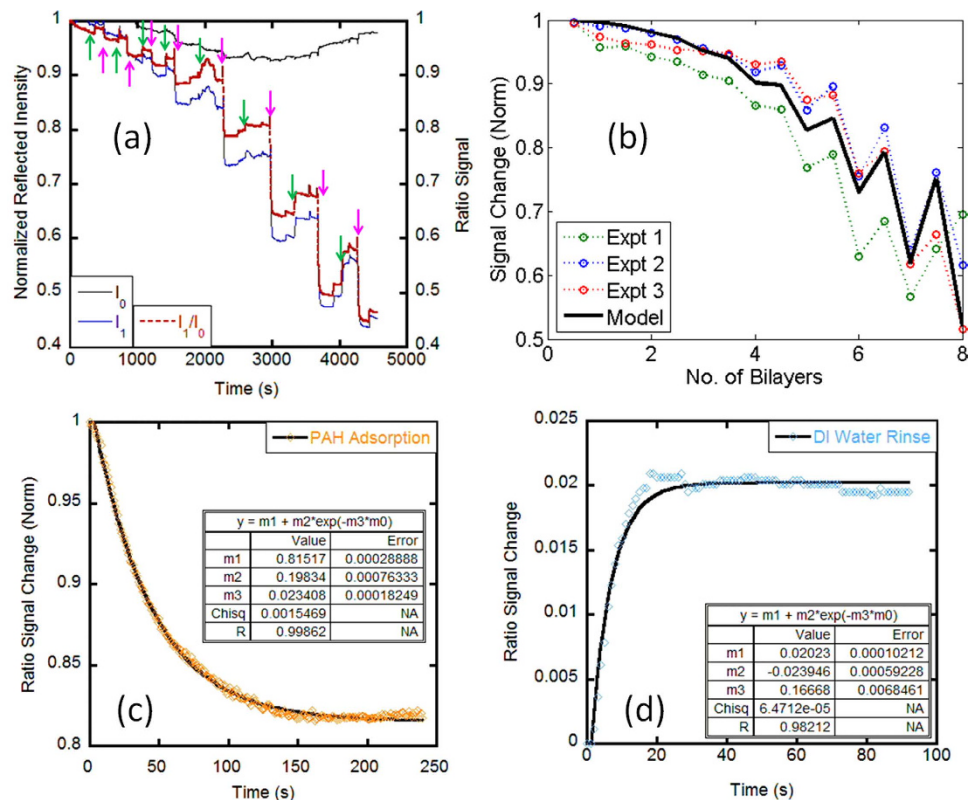 (a)
Normalized Reflected Intensity
Ratio Signal
1
0.9
0.8
0.7
0.6
0.5
0.4
1
0.9
0.8
0.7
0.6
0.5
0.4
I0
I1
I1/I0
0 1000 2000 3000 4000 5000
Time (s)
(b)
Signal Change (Norm)
1
0.9
0.8
0.7
0.6
0.5
Expt 1
Expt 2
Expt 3
Model
0 2 4 6 8
No. of Bilayers
(c)
Ratio Signal Change (Norm)
1
0.95
0.9
0.85
0.8
PAH Adsorption
y = m1 + m2*exp(-m3*m0)
Value Error
m1 0.81517 0.00028888
m2 0.19834 0.00076333
m3 0.023408 0.00018249
Chisq 0.0015469 NA
R 0.99862 NA
0 50 100 150 200 250
Time (s)
(d)
Ratio Signal Change
0.025
0.02
0.015
0.01
0.005
0
DI Water Rinse
y = m1 + m2*exp(-m3*m0)
Value Error
m1 0.02023 0.00010212
m2 -0.023946 0.00059228
m3 0.16668 0.0068461
Chisq 6.4712e-05 NA
R 0.98212 NA
0 20 40 60 80 100
Time (s)